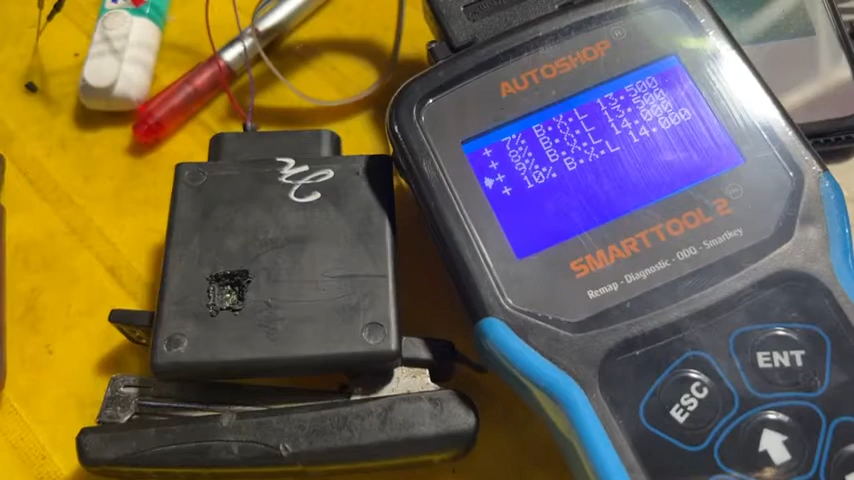 AUTOSHOP®
+ 7% B.X.L 13.500
+ 8% B.X.L 13.500
+ 9% B.X.L 14.000
+ 10% B.X.L 14.000
SMARTTOOL 2
Remap - Diagnostic - ODO - Smartkey
ESC
ENT